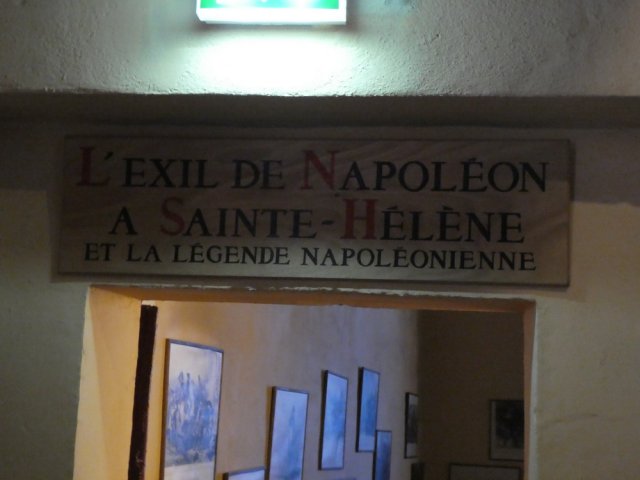 L'EXIL DE NAPOLÉON
A SAINTE-HÉLÈNE
ET LA LÉGENDE NAPOLÉONIENNE